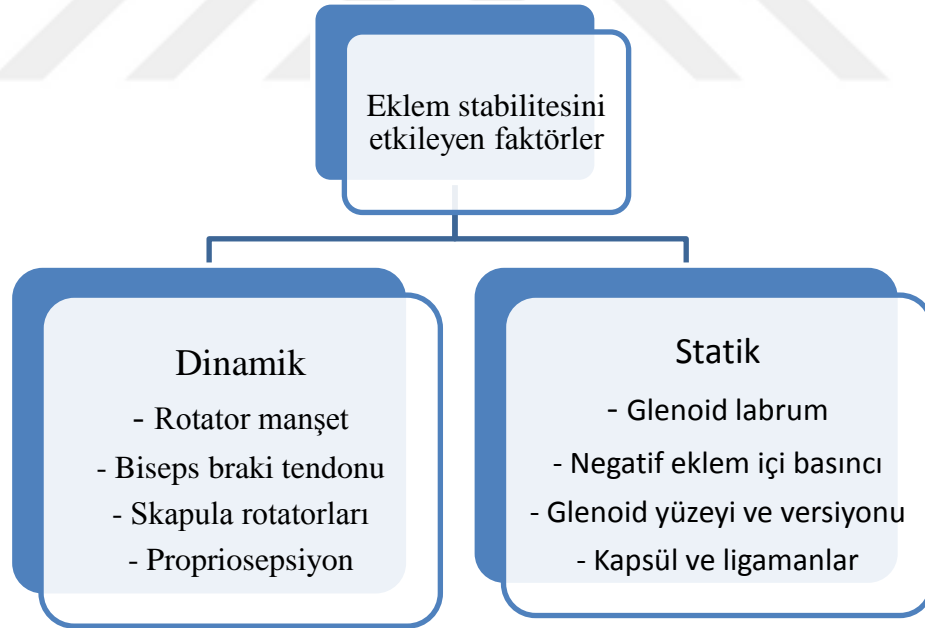 Eklem stabilitesini
etkileyen faktörler
Dinamik
- Rotator manşet
- Biseps braki tendonu
- Skapula rotatorları
- Propriosepsiyon
Statik
- Glenoid labrum
- Negatif eklem içi basıncı
- Glenoid yüzeyi ve versiyonu
- Kapsül ve ligamanlar